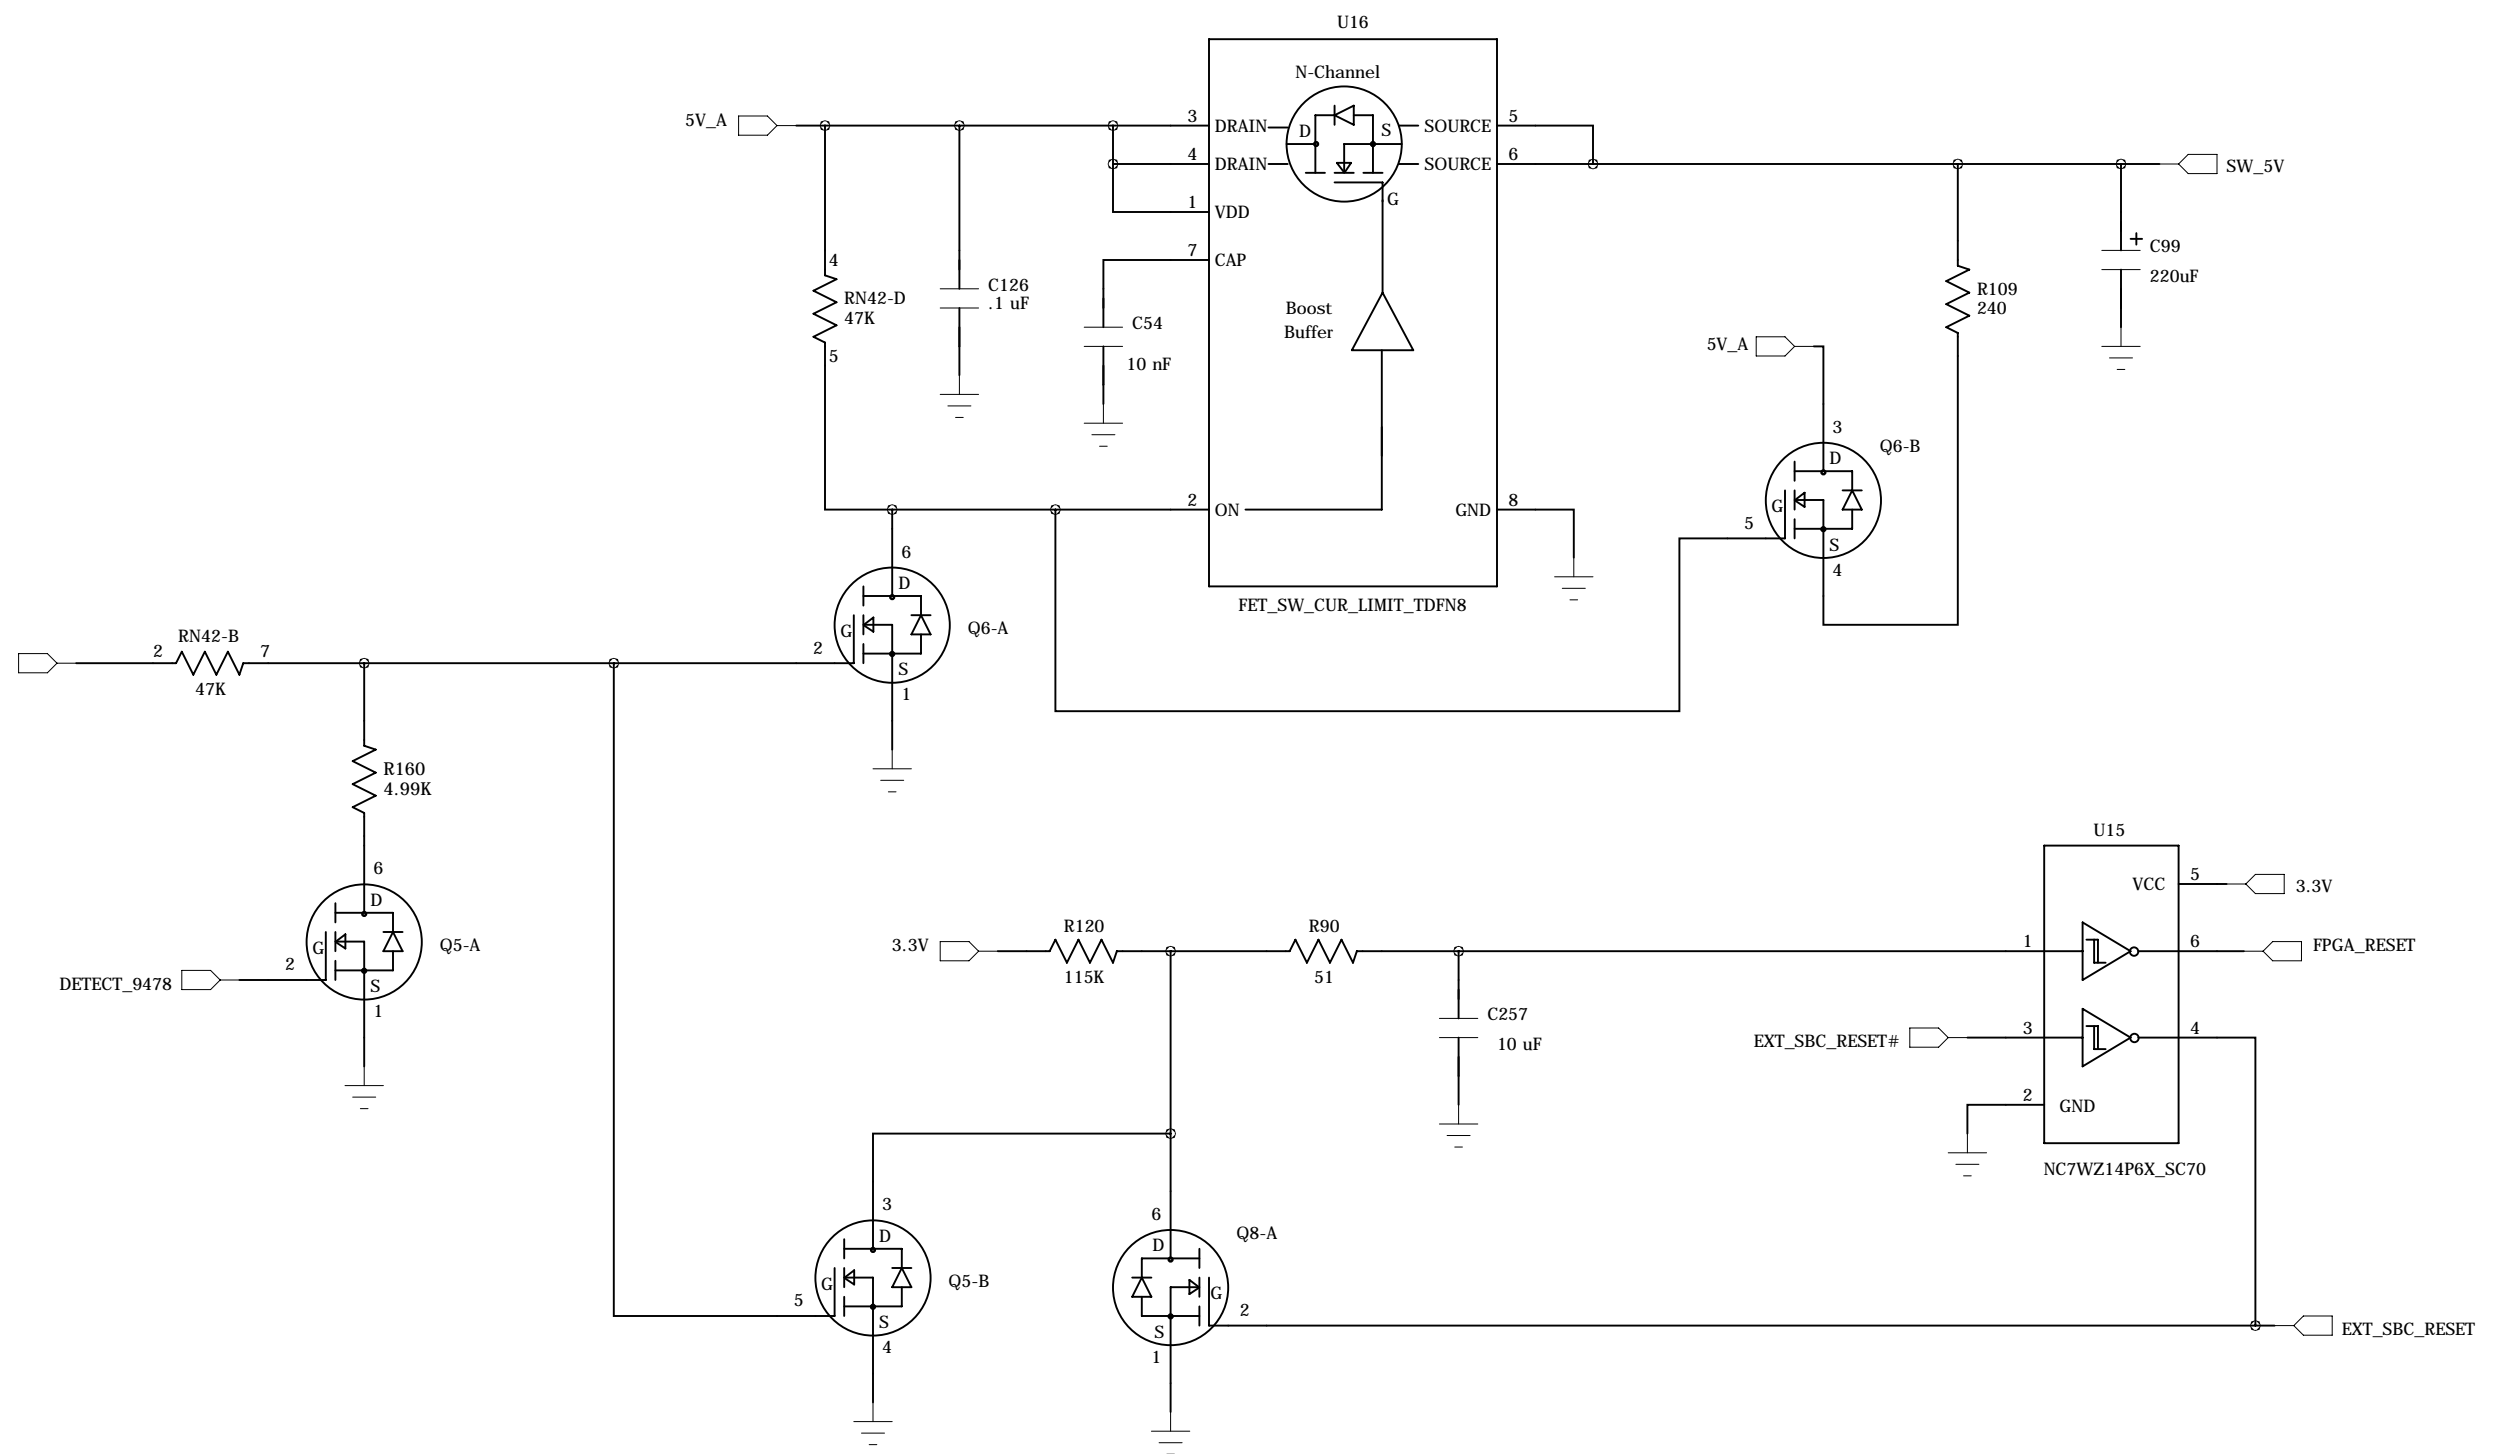 U16
N-Channel
5V_A
3
DRAIN
D
S
SOURCE
5
4
DRAIN
SOURCE
6
SW_5V
G
1
VDD
7
CAP
+
C99
220uF
4
RN42-D
47K
5
C126
.1 uF
C54
10 nF
Boost
Buffer
R109
240
5V_A
3
Q6-B
D
G
S
5
4
2
ON
GND
8
FET_SW_CUR_LIMIT_TDFN8
6
D
G
S
Q6-A
2
1
RN42-B
2
7
47K
R160
4.99K
6
D
G
S
Q5-A
2
1
DETECT_9478
U15
VCC
5
3.3V
3.3V
R120
115K
R90
51
1
6
FPGA_RESET
C257
10 uF
EXT_SBC_RESET#
3
4
2
GND
NC7WZ14P6X_SC70
3
D
G
S
Q5-B
5
4
6
Q8-A
D
G
S
2
1
EXT_SBC_RESET